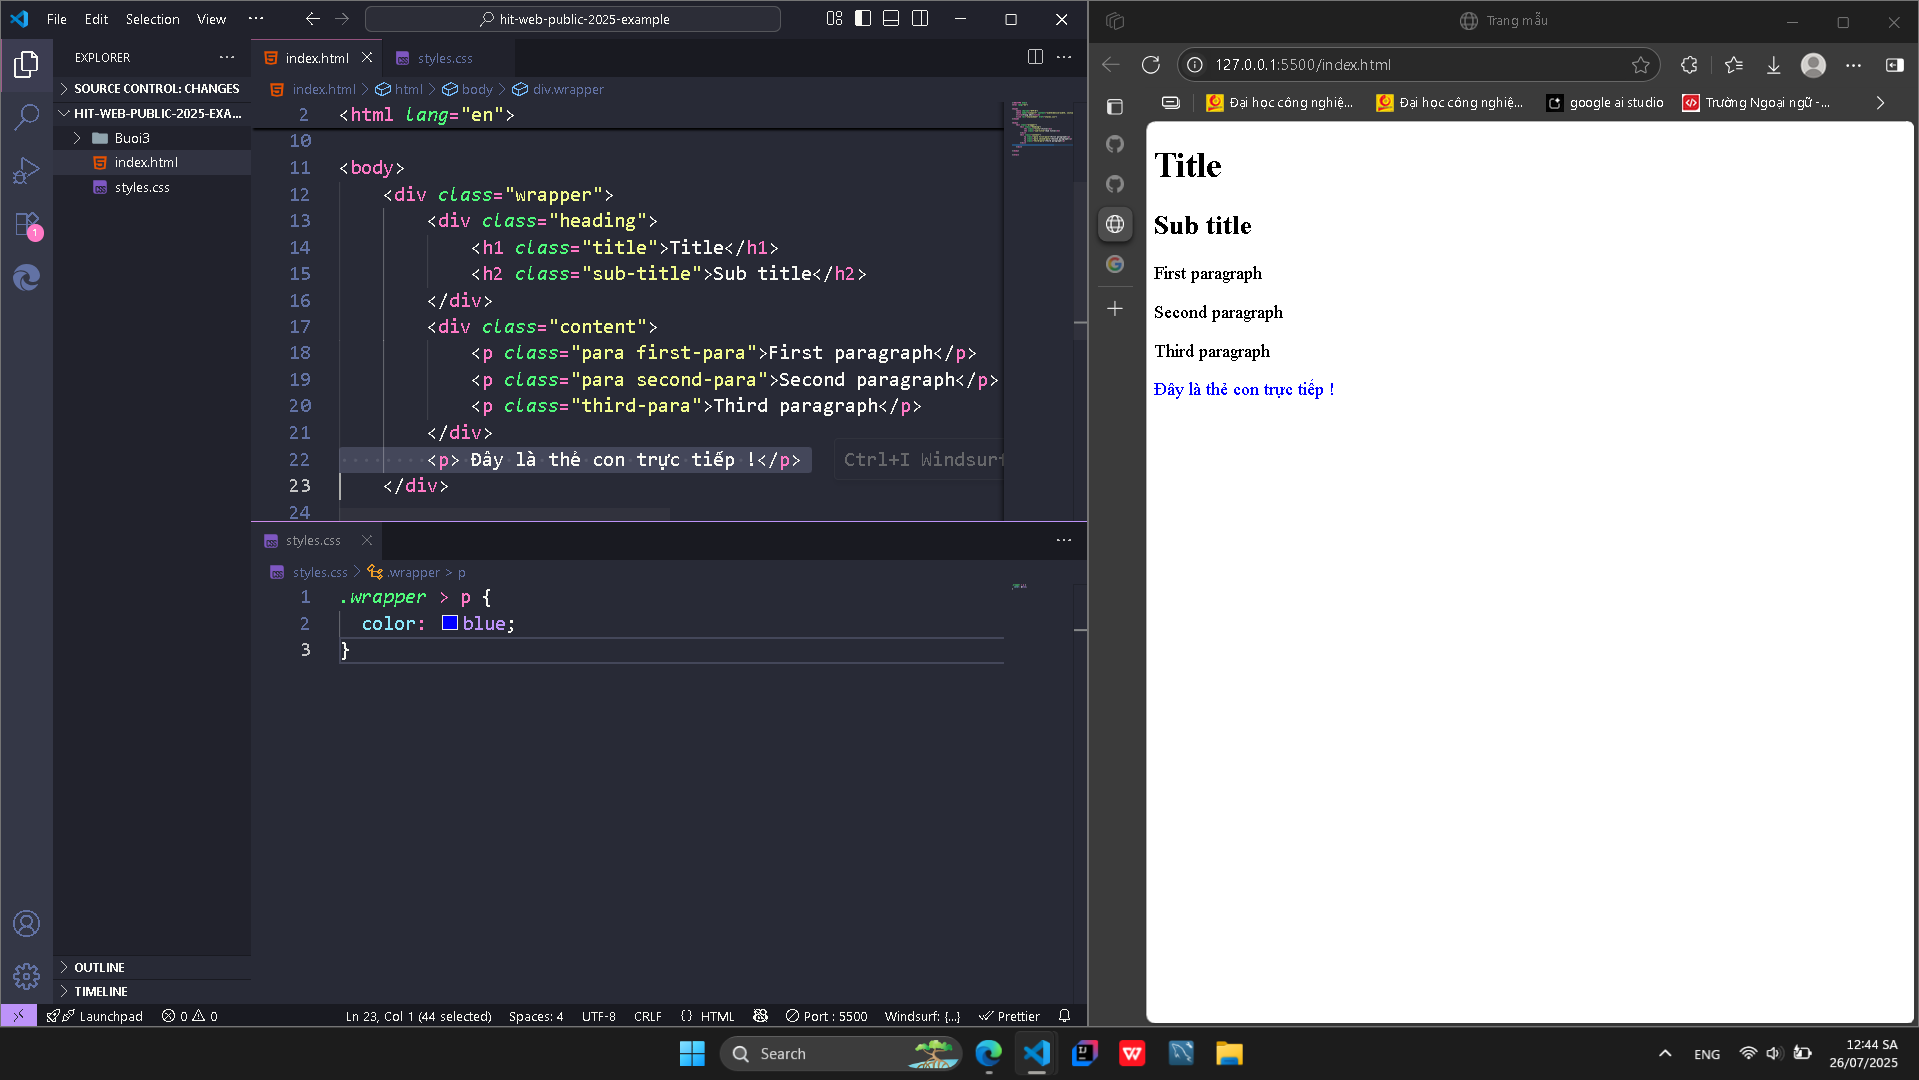 File Edit Selection View ··· hit-web-public-2025-example
EXPLORER ···
SOURCE CONTROL: CHANGES
HIT-WEB-PUBLIC-2025-EXA...
Buoi3
index.html
styles.css
1
OUTLINE
TIMELINE
index.html styles.css ···
index.html > html > body > div.wrapper
2 <html lang="en">
10
11 <body>
12 <div class="wrapper">
13 <div class="heading">
14 <h1 class="title">Title</h1>
15 <h2 class="sub-title">Sub title</h2>
16 </div>
17 <div class="content">
18 <p class="para first-para">First paragraph</p>
19 <p class="para second-para">Second paragraph</p>
20 <p class="third-para">Third paragraph</p>
21 </div>
22 <p> Đây là thẻ con trực tiếp !</p> Ctrl+I Windsurf
23 </div>
24
styles.css ···
styles.css > .wrapper > p
1 .wrapper > p {
2 color: blue;
3 }
Launchpad 0 0 Ln 23, Col 1 (44 selected) Spaces: 4 UTF-8 CRLF {} HTML Port : 5500 Windsurf: {...} Prettier
Trang mẫu
127.0.0.1:5500/index.html
Đại học công nghiệ... Đại học công nghiệ... google ai studio Trường Ngoại ngữ -...
Title
Sub title
First paragraph
Second paragraph
Third paragraph
Đây là thẻ con trực tiếp !
Search
ENG
12:44 SA
26/07/2025